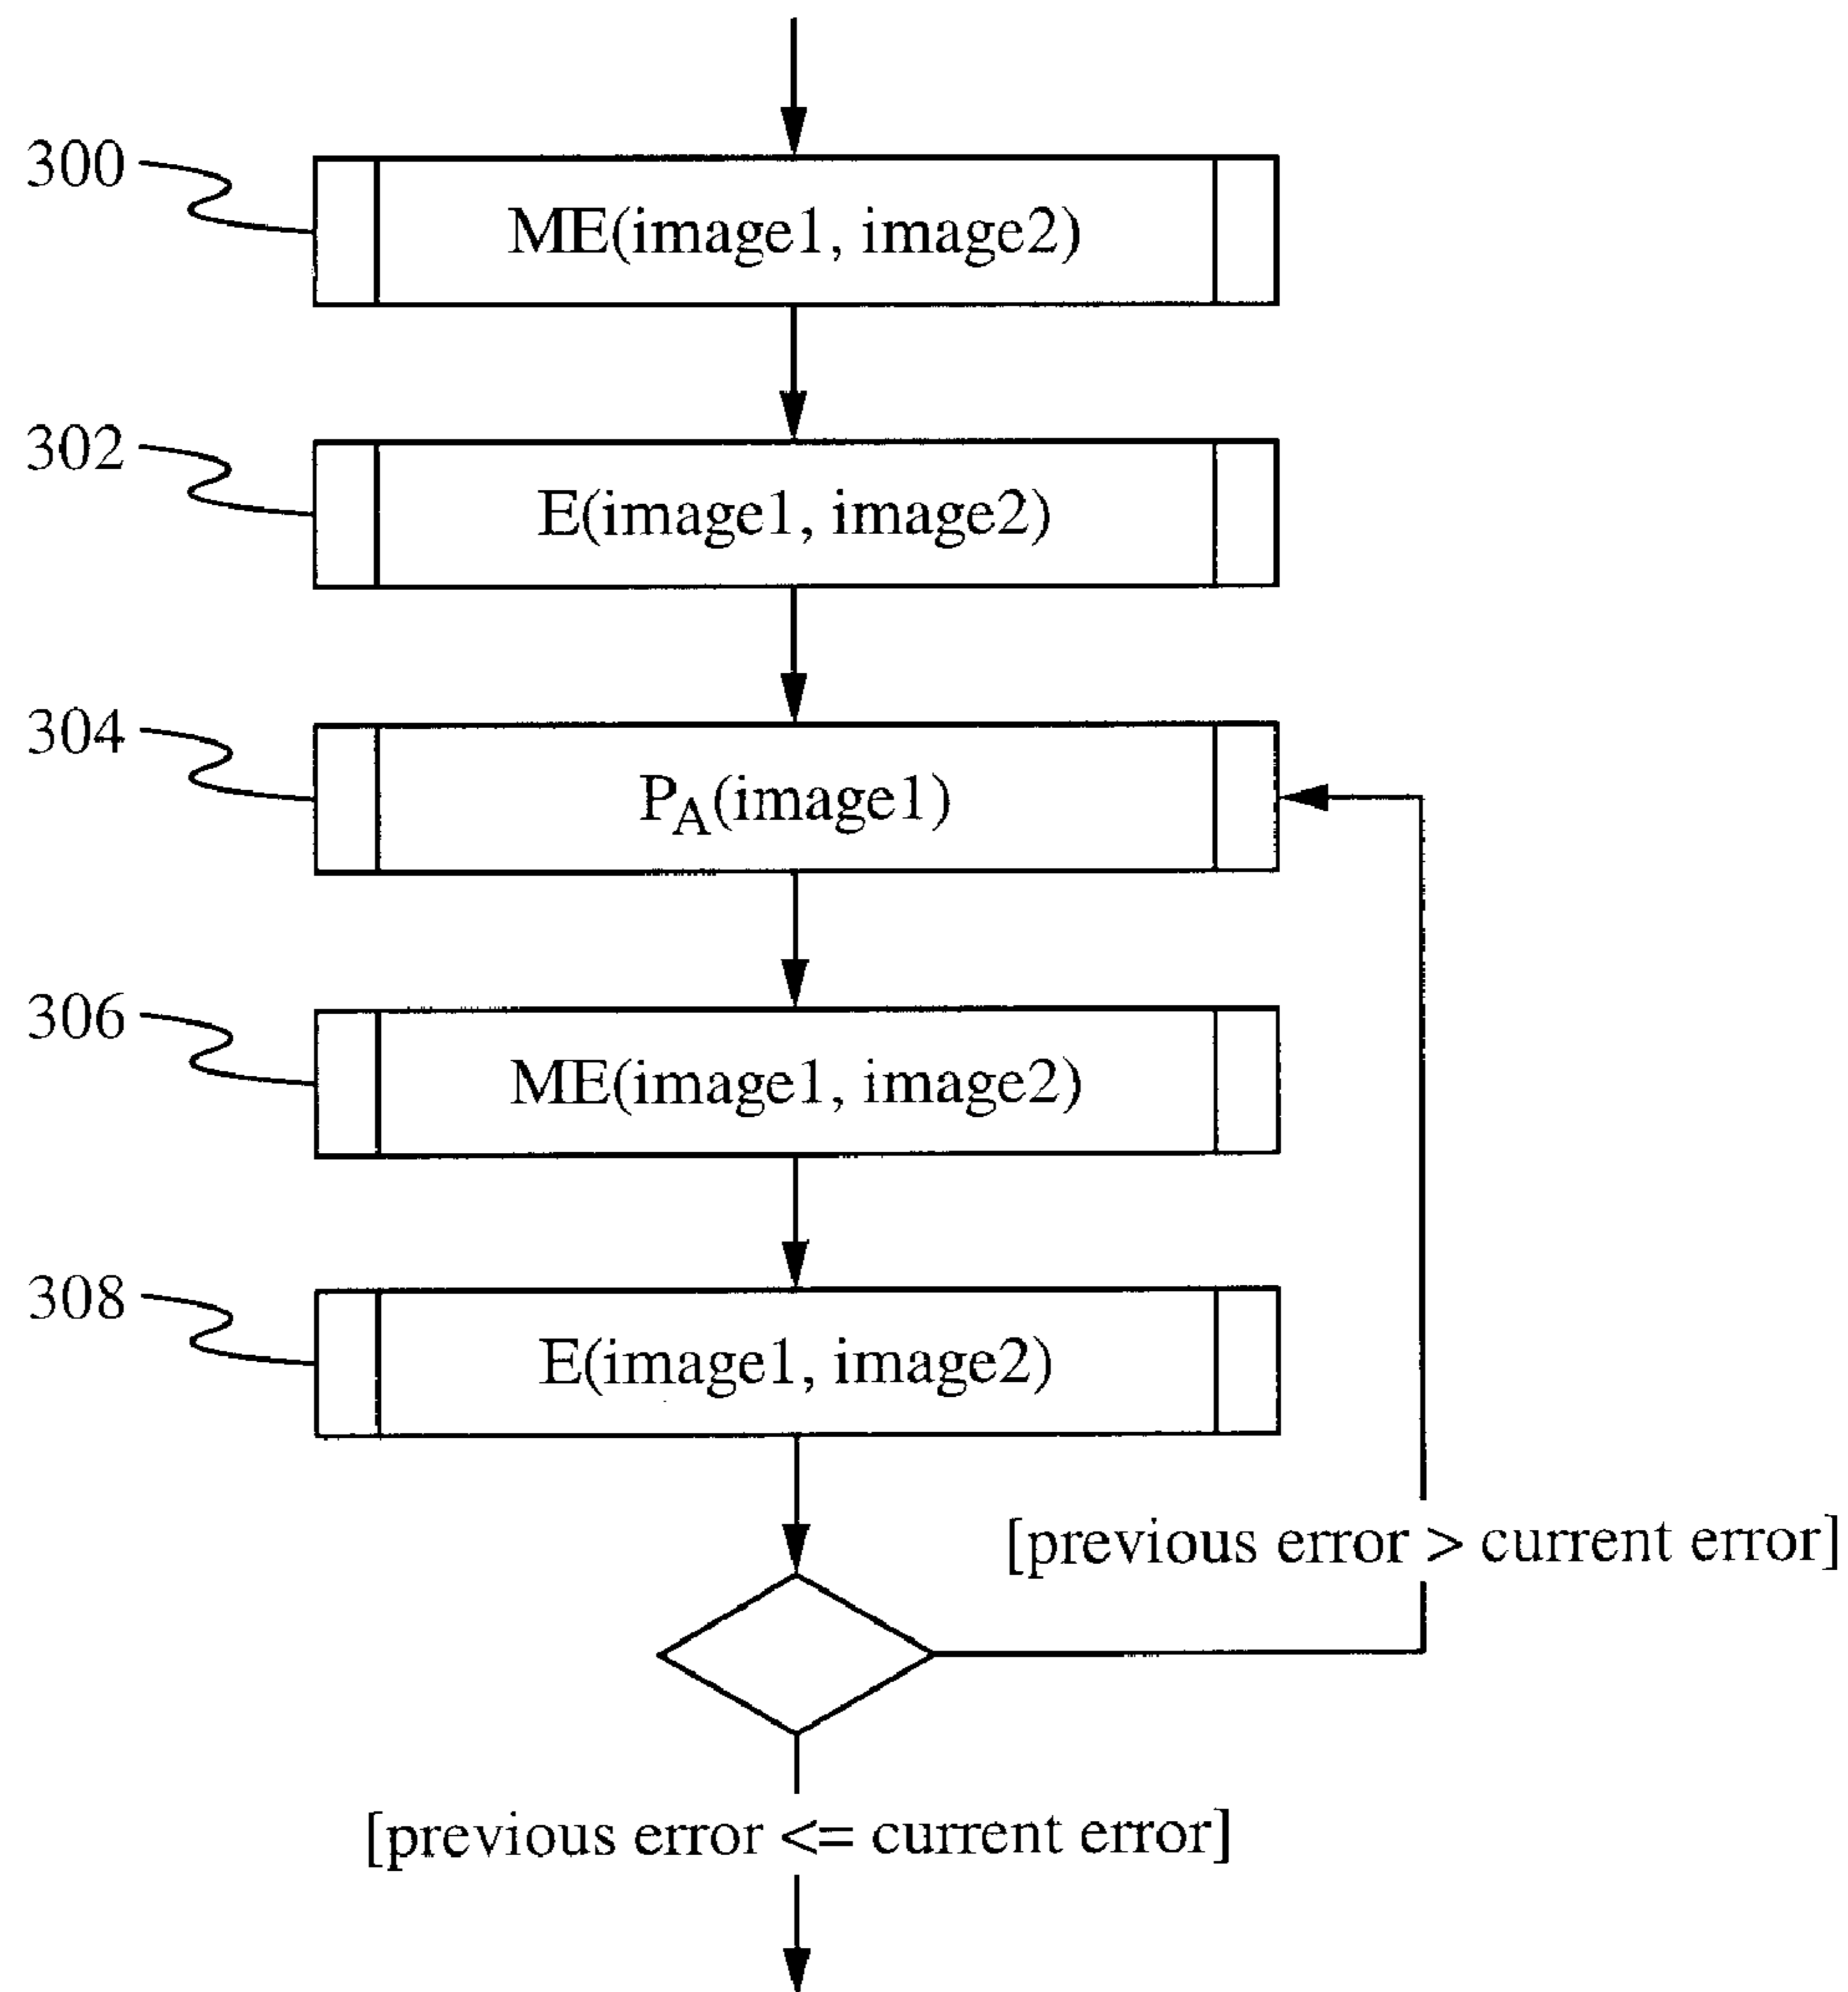 300
ME(image1, image2)
302
E(image1, image2)
304
PA(image1)
306
ME(image1, image2)
308
E(image1, image2)
[previous error > current error]
[previous error <= current error]